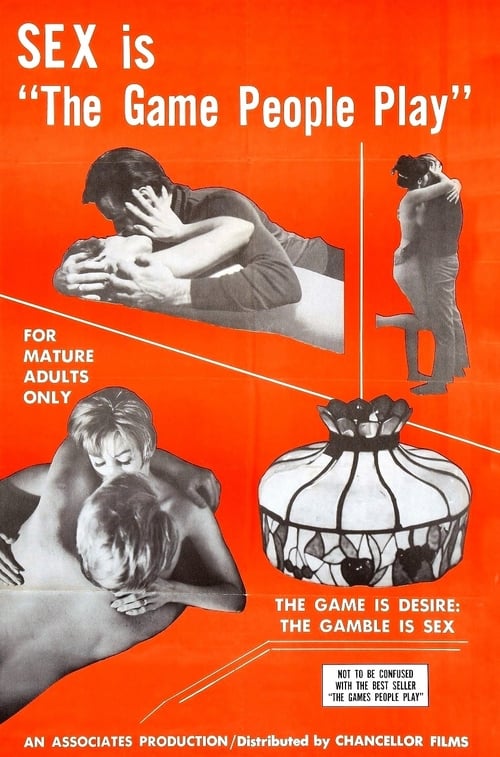 SEX is
"The Game People Play"
FOR
MATURE
ADULTS
ONLY
THE GAME IS DESIRE:
THE GAMBLE IS SEX
NOT TO BE CONFUSED
WITH THE BEST SELLER
"THE GAMES PEOPLE PLAY"
AN ASSOCIATES PRODUCTION/Distributed by CHANCELLOR FILMS